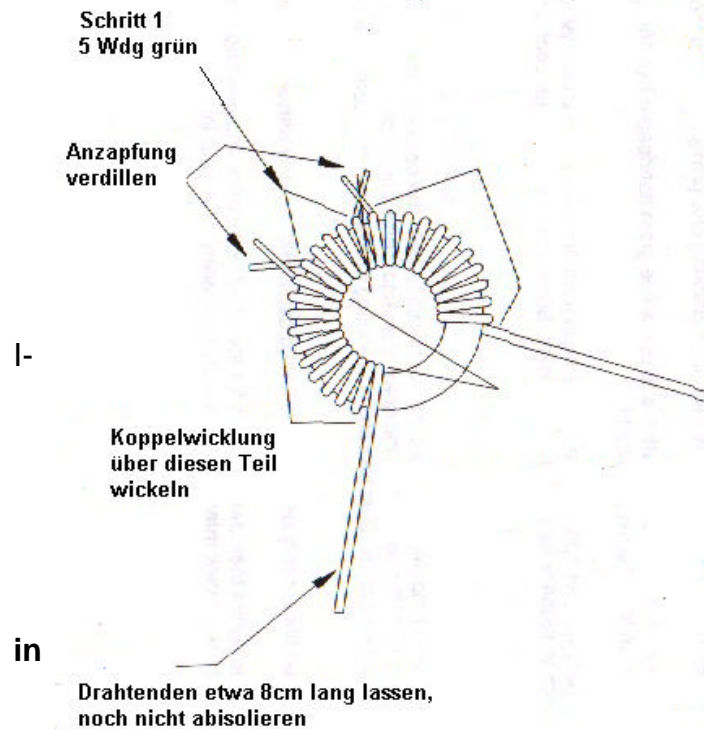 Schritt 1
5 Wdg grün
Anzapfung
verdillen
l-
Koppelwicklung
über diesen Teil
wickeln
in
Drahtenden etwa 8cm lang lassen,
noch nicht abisolieren